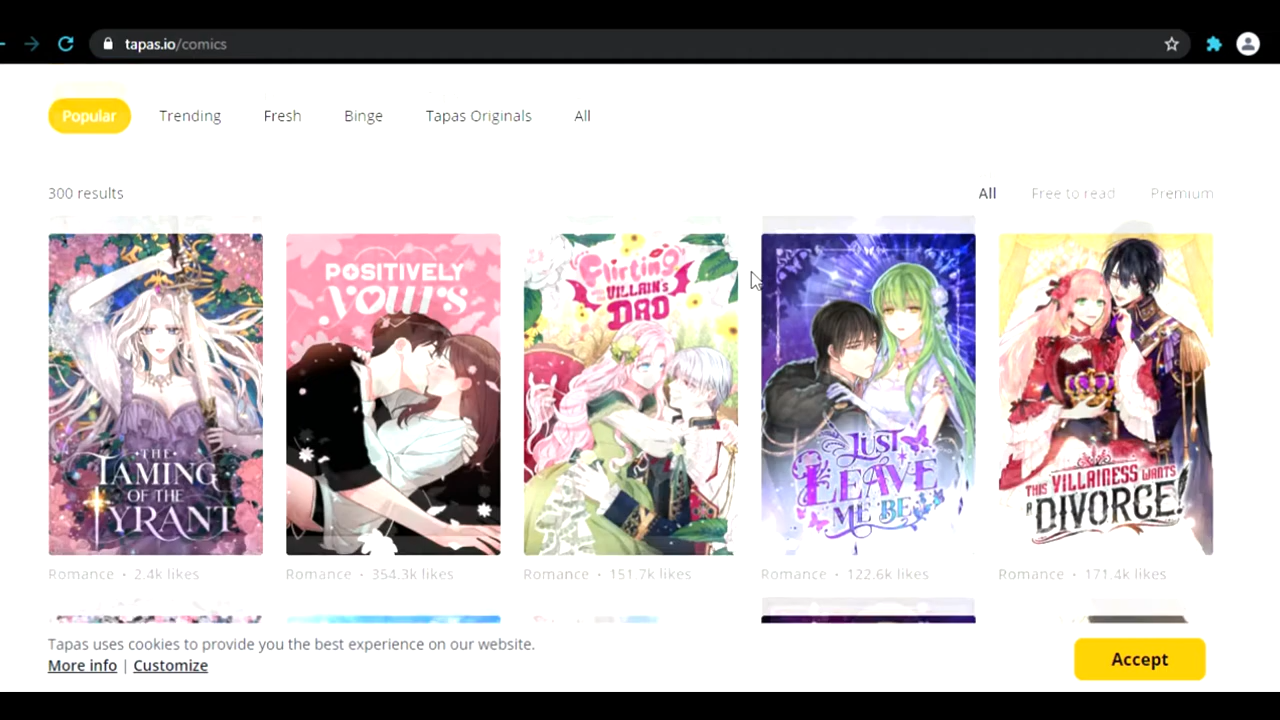 tapas.io/comics
Popular Trending Fresh Binge Tapas Originals All
300 results All Free to read Premium
THE
TAMING
OF THE
TYRANT
POSITIVELY
yours
Flirting
VILLAIN'S
DAD
JUST
LEAVE
ME BE
THIS VILLAINESS WANTS
A DIVORCE!
Romance • 2.4k likes
Romance • 354.3k likes
Romance • 151.7k likes
Romance • 122.6k likes
Romance • 171.4k likes
Tapas uses cookies to provide you the best experience on our website.
More info | Customize
Accept